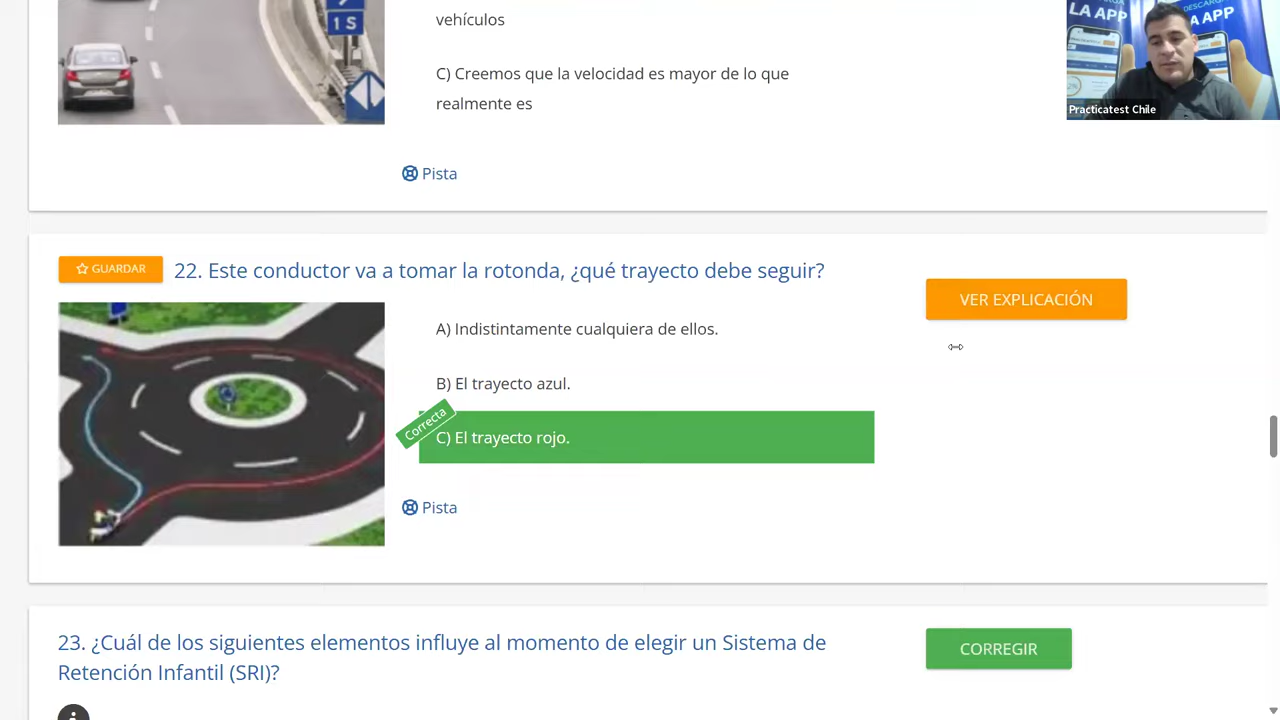 1 S
vehículos
C) Creemos que la velocidad es mayor de lo que
realmente es
DESCARGA
LA APP
LA APP
Practicatest Chile
Pista
GUARDAR
22. Este conductor va a tomar la rotonda, ¿qué trayecto debe seguir?
VER EXPLICACIÓN
A) Indistintamente cualquiera de ellos.
B) El trayecto azul.
Correcta
C) El trayecto rojo.
Pista
23. ¿Cuál de los siguientes elementos influye al momento de elegir un Sistema de
Retención Infantil (SRI)?
CORREGIR